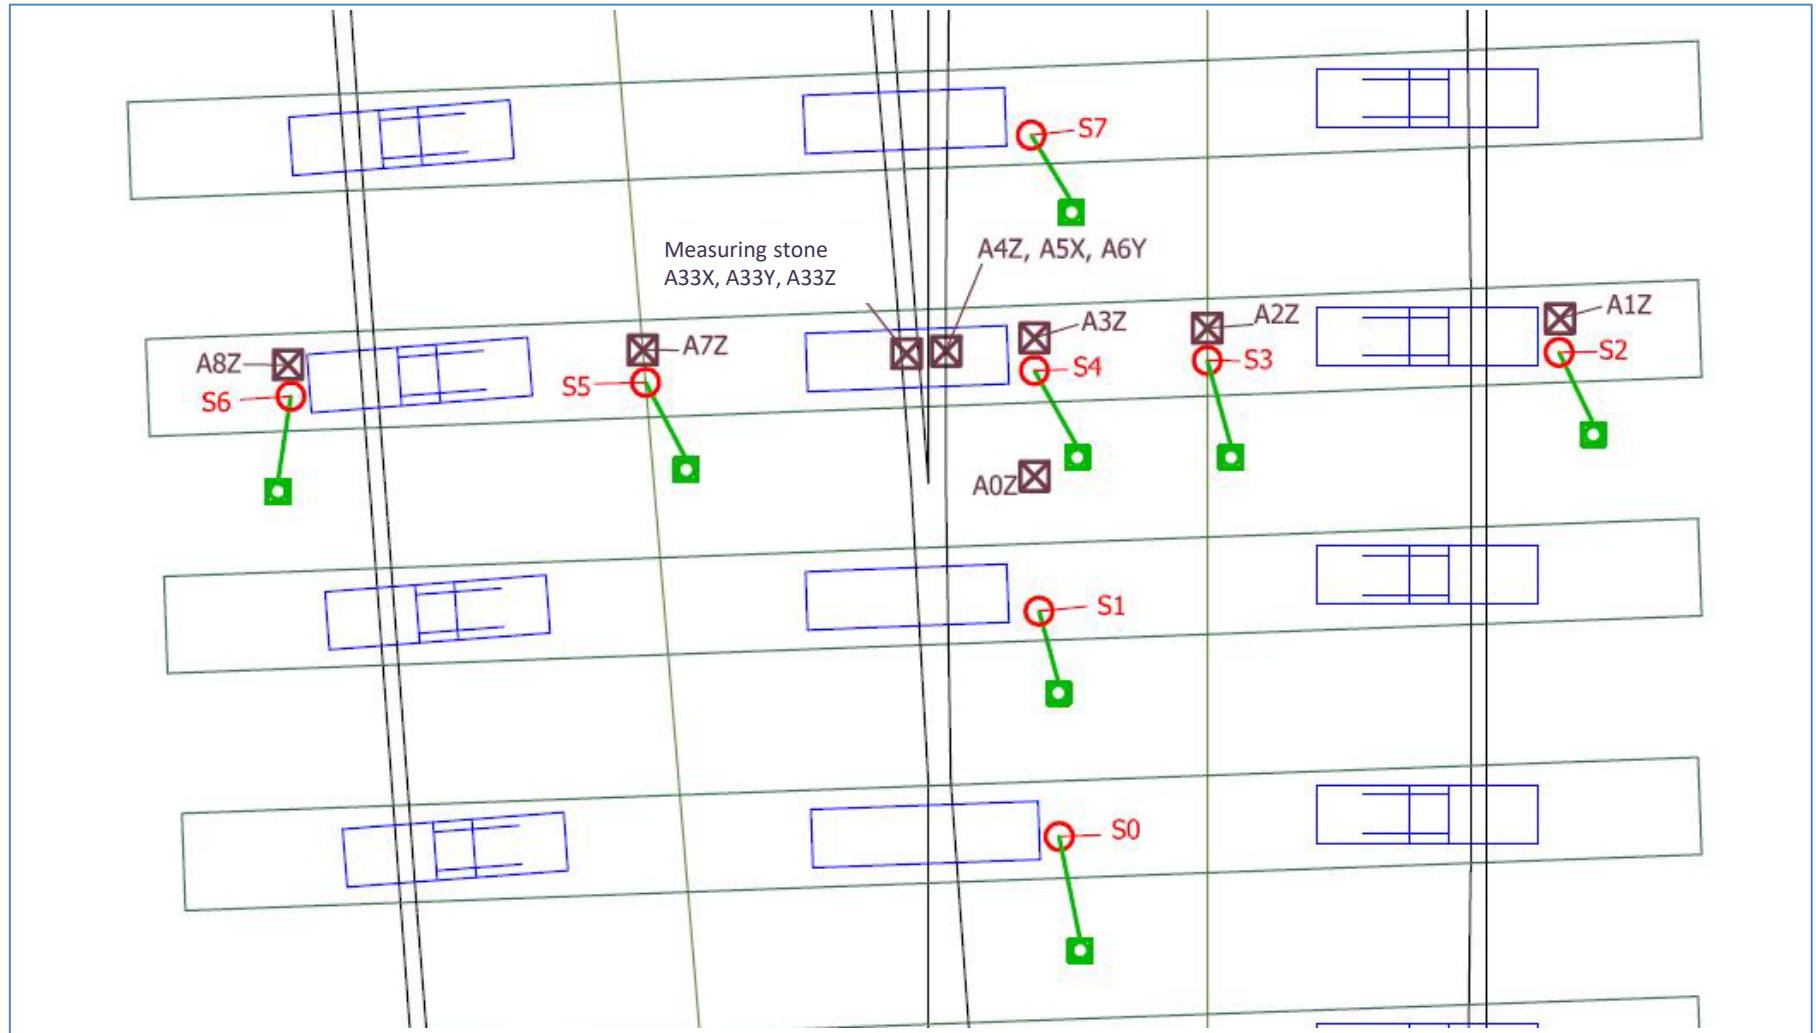 S7
Measuring stone
A33X, A33Y, A33Z
A4Z, A5X, A6Y
A8Z
S6
A7Z
S5
A3Z
S4
A2Z
S3
A1Z
S2
A0Z
S1
S0